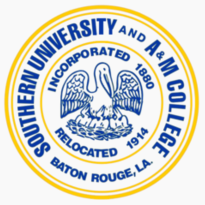 SOUTHERN UNIVERSITY AND A&M COLLEGE
BATON ROUGE, LA.
INCORPORATED 1880
RELOCATED 1914